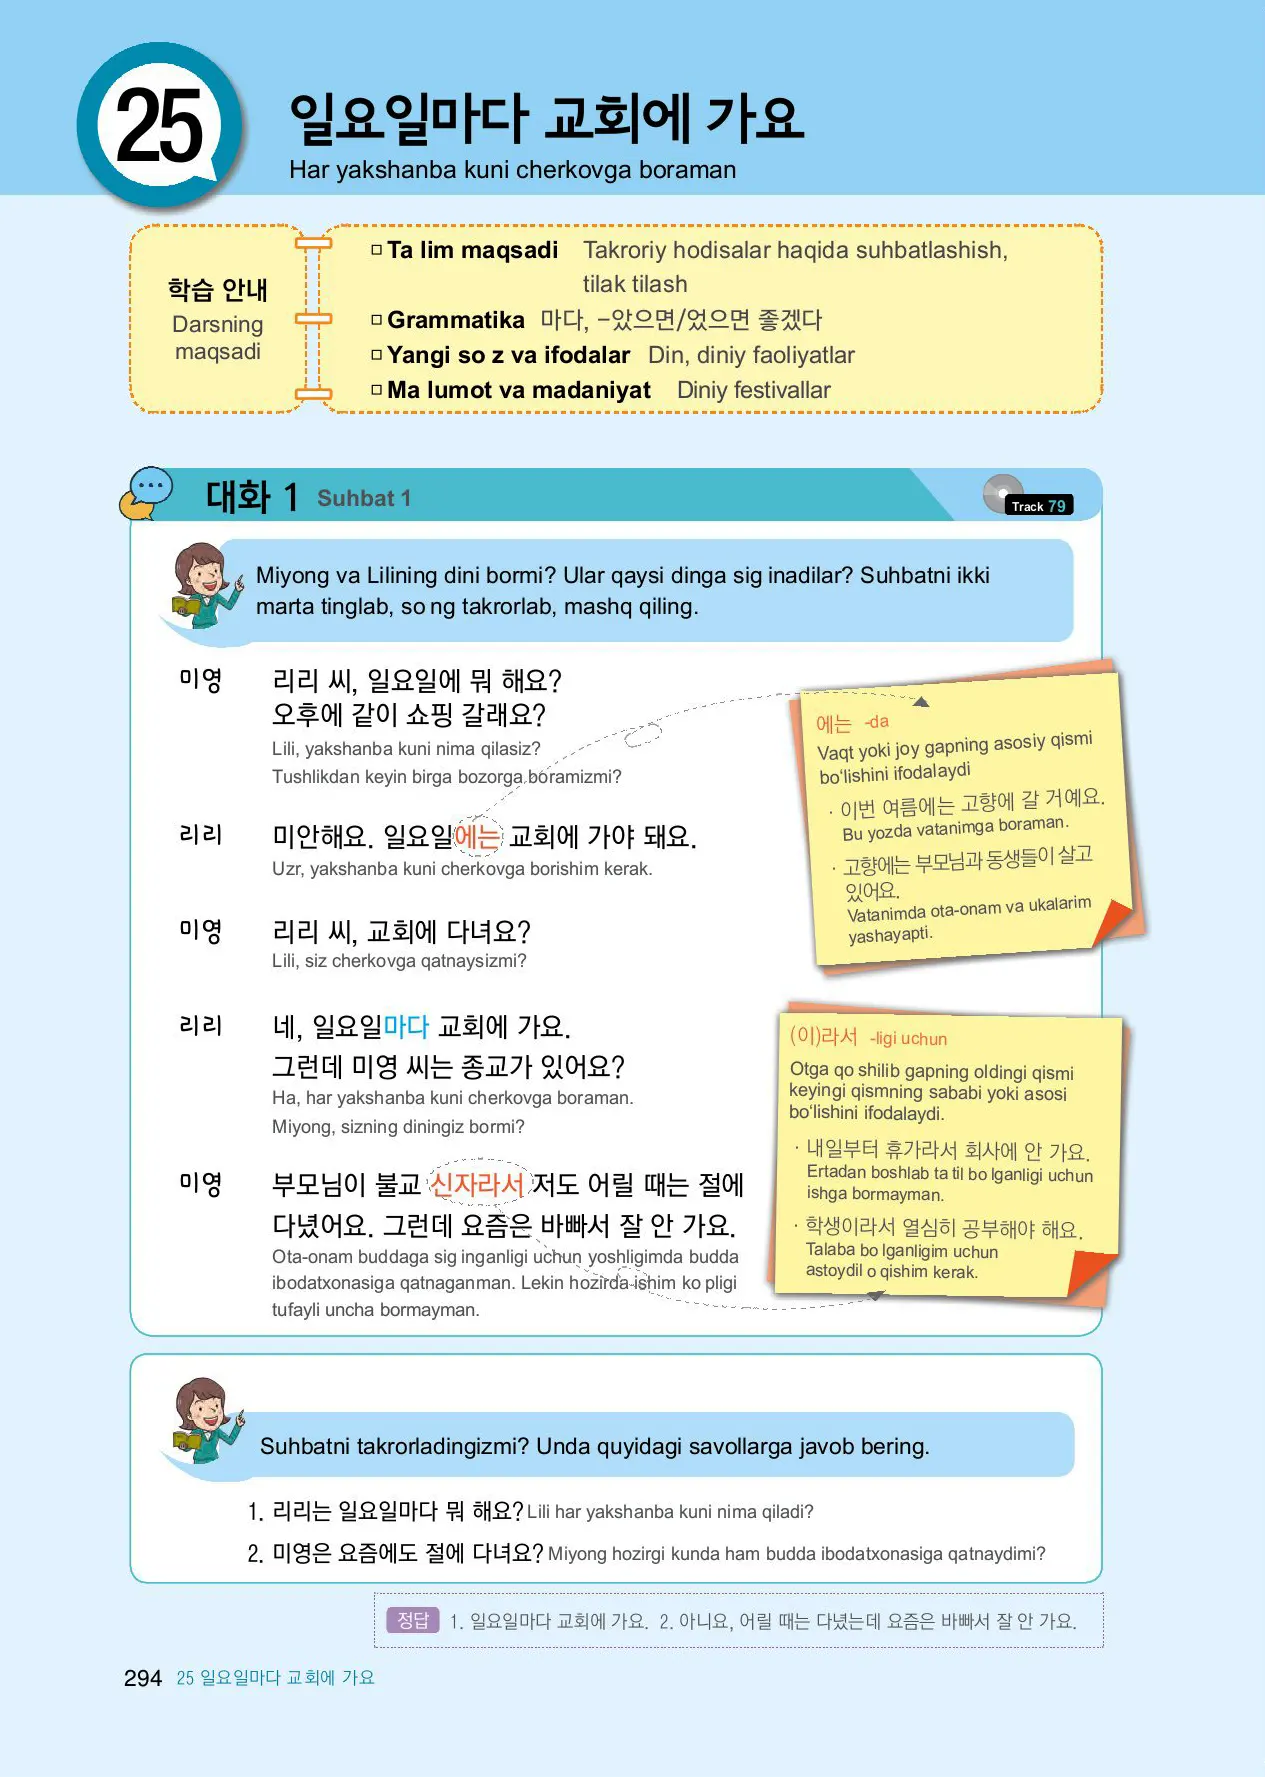 25
일요일마다 교회에 가요
Har yakshanba kuni cherkovga boraman
학습 안내
Darsning
maqsadi
Ta lim maqsadi Takroriy hodisalar haqida suhbatlashish,
tilak tilash
Grammatika 마다, -았으면/었으면 좋겠다
Yangi so z va ifodalar Din, diniy faoliyatlar
Ma lumot va madaniyat Diniy festivallar
대화 1 Suhbat 1
Track 79
Miyong va Lilining dini bormi? Ular qaysi dinga sig inadilar? Suhbatni ikki
marta tinglab, so ng takrorlab, mashq qiling.
미영 리리 씨, 일요일에 뭐 해요?
오후에 같이 쇼핑 갈래요?
Lili, yakshanba kuni nima qilasiz?
Tushlikdan keyin birga bozorga boramizmi?
리리 미안해요. 일요일에는 교회에 가야 돼요.
Uzr, yakshanba kuni cherkovga borishim kerak.
미영 리리 씨, 교회에 다녀요?
Lili, siz cherkovga qatnaysizmi?
리리 네, 일요일마다 교회에 가요.
그런데 미영 씨는 종교가 있어요?
Ha, har yakshanba kuni cherkovga boraman.
Miyong, sizning diningiz bormi?
미영 부모님이 불교 신자라서 저도 어릴 때는 절에
다녔어요. 그런데 요즘은 바빠서 잘 안 가요.
Ota-onam buddaga sig inganligi uchun yoshligimda budda
ibodatxonasiga qatnaganman. Lekin hozirda ishim ko pligi
tufayli uncha bormayman.
에는 -da
Vaqt yoki joy gapning asosiy qismi
bo'lishini ifodalaydi
· 이번 여름에는 고향에 갈 거예요.
Bu yozda vatanimga boraman.
· 고향에는 부모님과 동생들이 살고
있어요.
Vatanimda ota-onam va ukalarim
yashayapti.
(이)라서 -ligi uchun
Otga qo shilib gapning oldingi qismi
keyingi qismning sababi yoki asosi
bo'lishini ifodalaydi.
· 내일부터 휴가라서 회사에 안 가요.
Ertadan boshlab ta til bo lganligi uchun
ishga bormayman.
· 학생이라서 열심히 공부해야 해요.
Talaba bo lganligim uchun
astoydil o qishim kerak.
Suhbatni takrorladingizmi? Unda quyidagi savollarga javob bering.
1. 리리는 일요일마다 뭐 해요? Lili har yakshanba kuni nima qiladi?
2. 미영은 요즘에도 절에 다녀요? Miyong hozirgi kunda ham budda ibodatxonasiga qatnaydimi?
정답 1. 일요일마다 교회에 가요. 2. 아니요, 어릴 때는 다녔는데 요즘은 바빠서 잘 안 가요.
294 25 일요일마다 교회에 가요